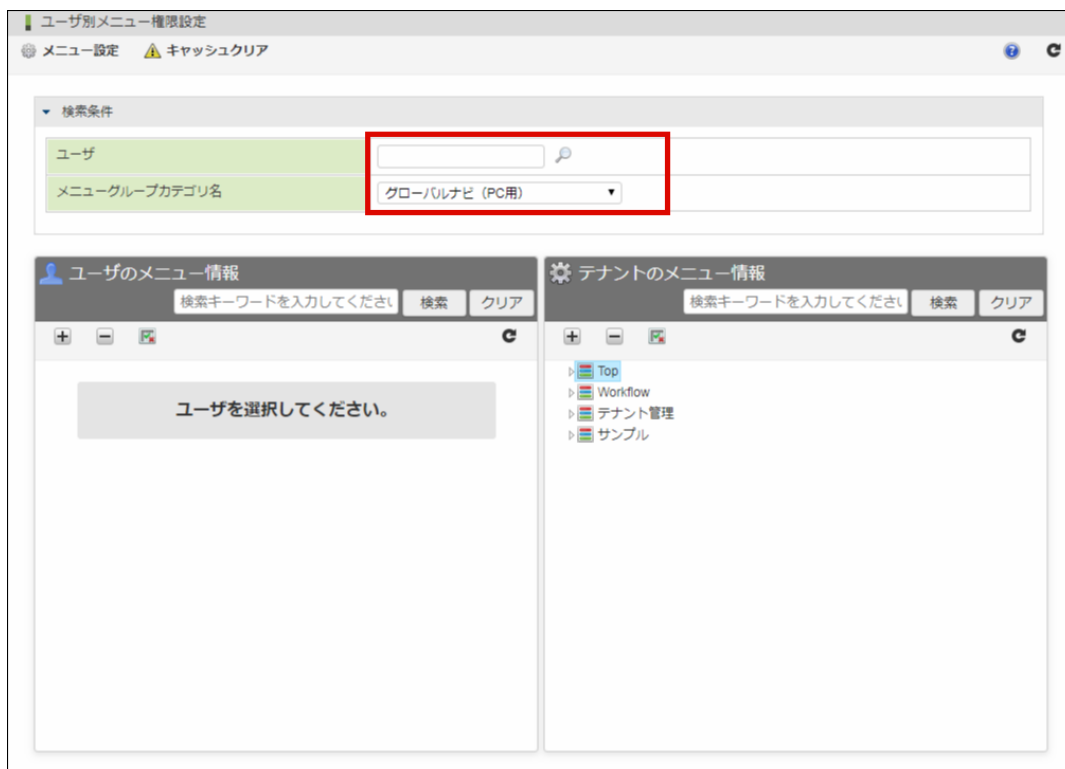 ユーザ別メニュー権限設定
メニュー設定 キャッシュクリア
検索条件
ユーザ
メニューグループカテゴリ名 グローバルナビ（PC用）
ユーザのメニュー情報
検索キーワードを入力してくださ 検索 クリア
ユーザを選択してください。
テナントのメニュー情報
検索キーワードを入力してくださ 検索 クリア
Top
Workflow
テナント管理
サンプル